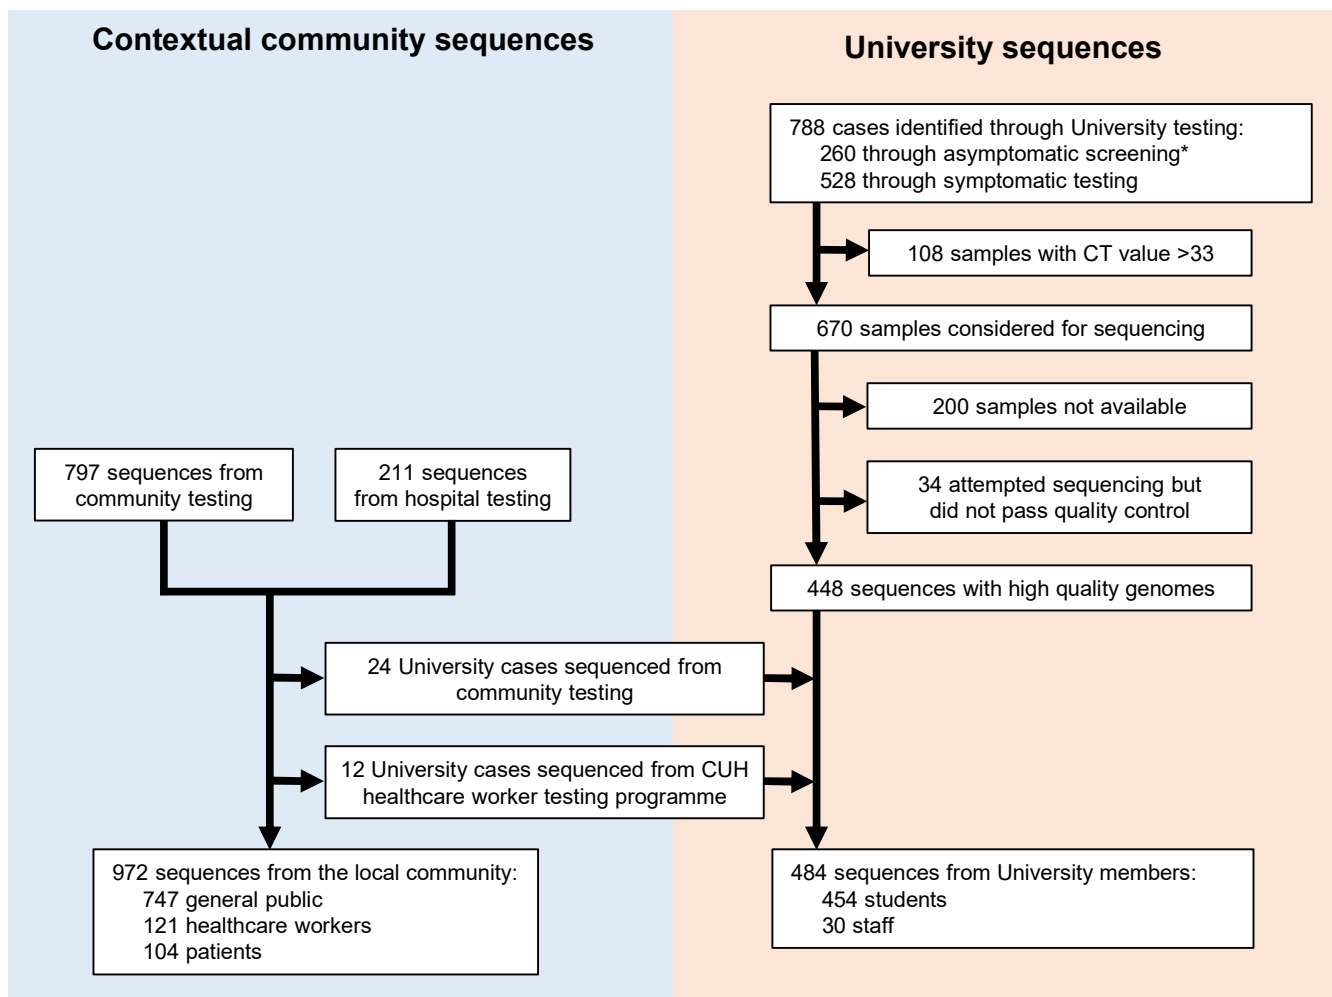 Contextual community sequences
University sequences
788 cases identified through University testing:
260 through asymptomatic screening*
528 through symptomatic testing
108 samples with CT value >33
670 samples considered for sequencing
200 samples not available
797 sequences from
community testing
211 sequences
from hospital testing
34 attempted sequencing but
did not pass quality control
448 sequences with high quality genomes
24 University cases sequenced from
community testing
12 University cases sequenced from CUH
healthcare worker testing programme
972 sequences from the local community:
747 general public
121 healthcare workers
104 patients
484 sequences from University members:
454 students
30 staff